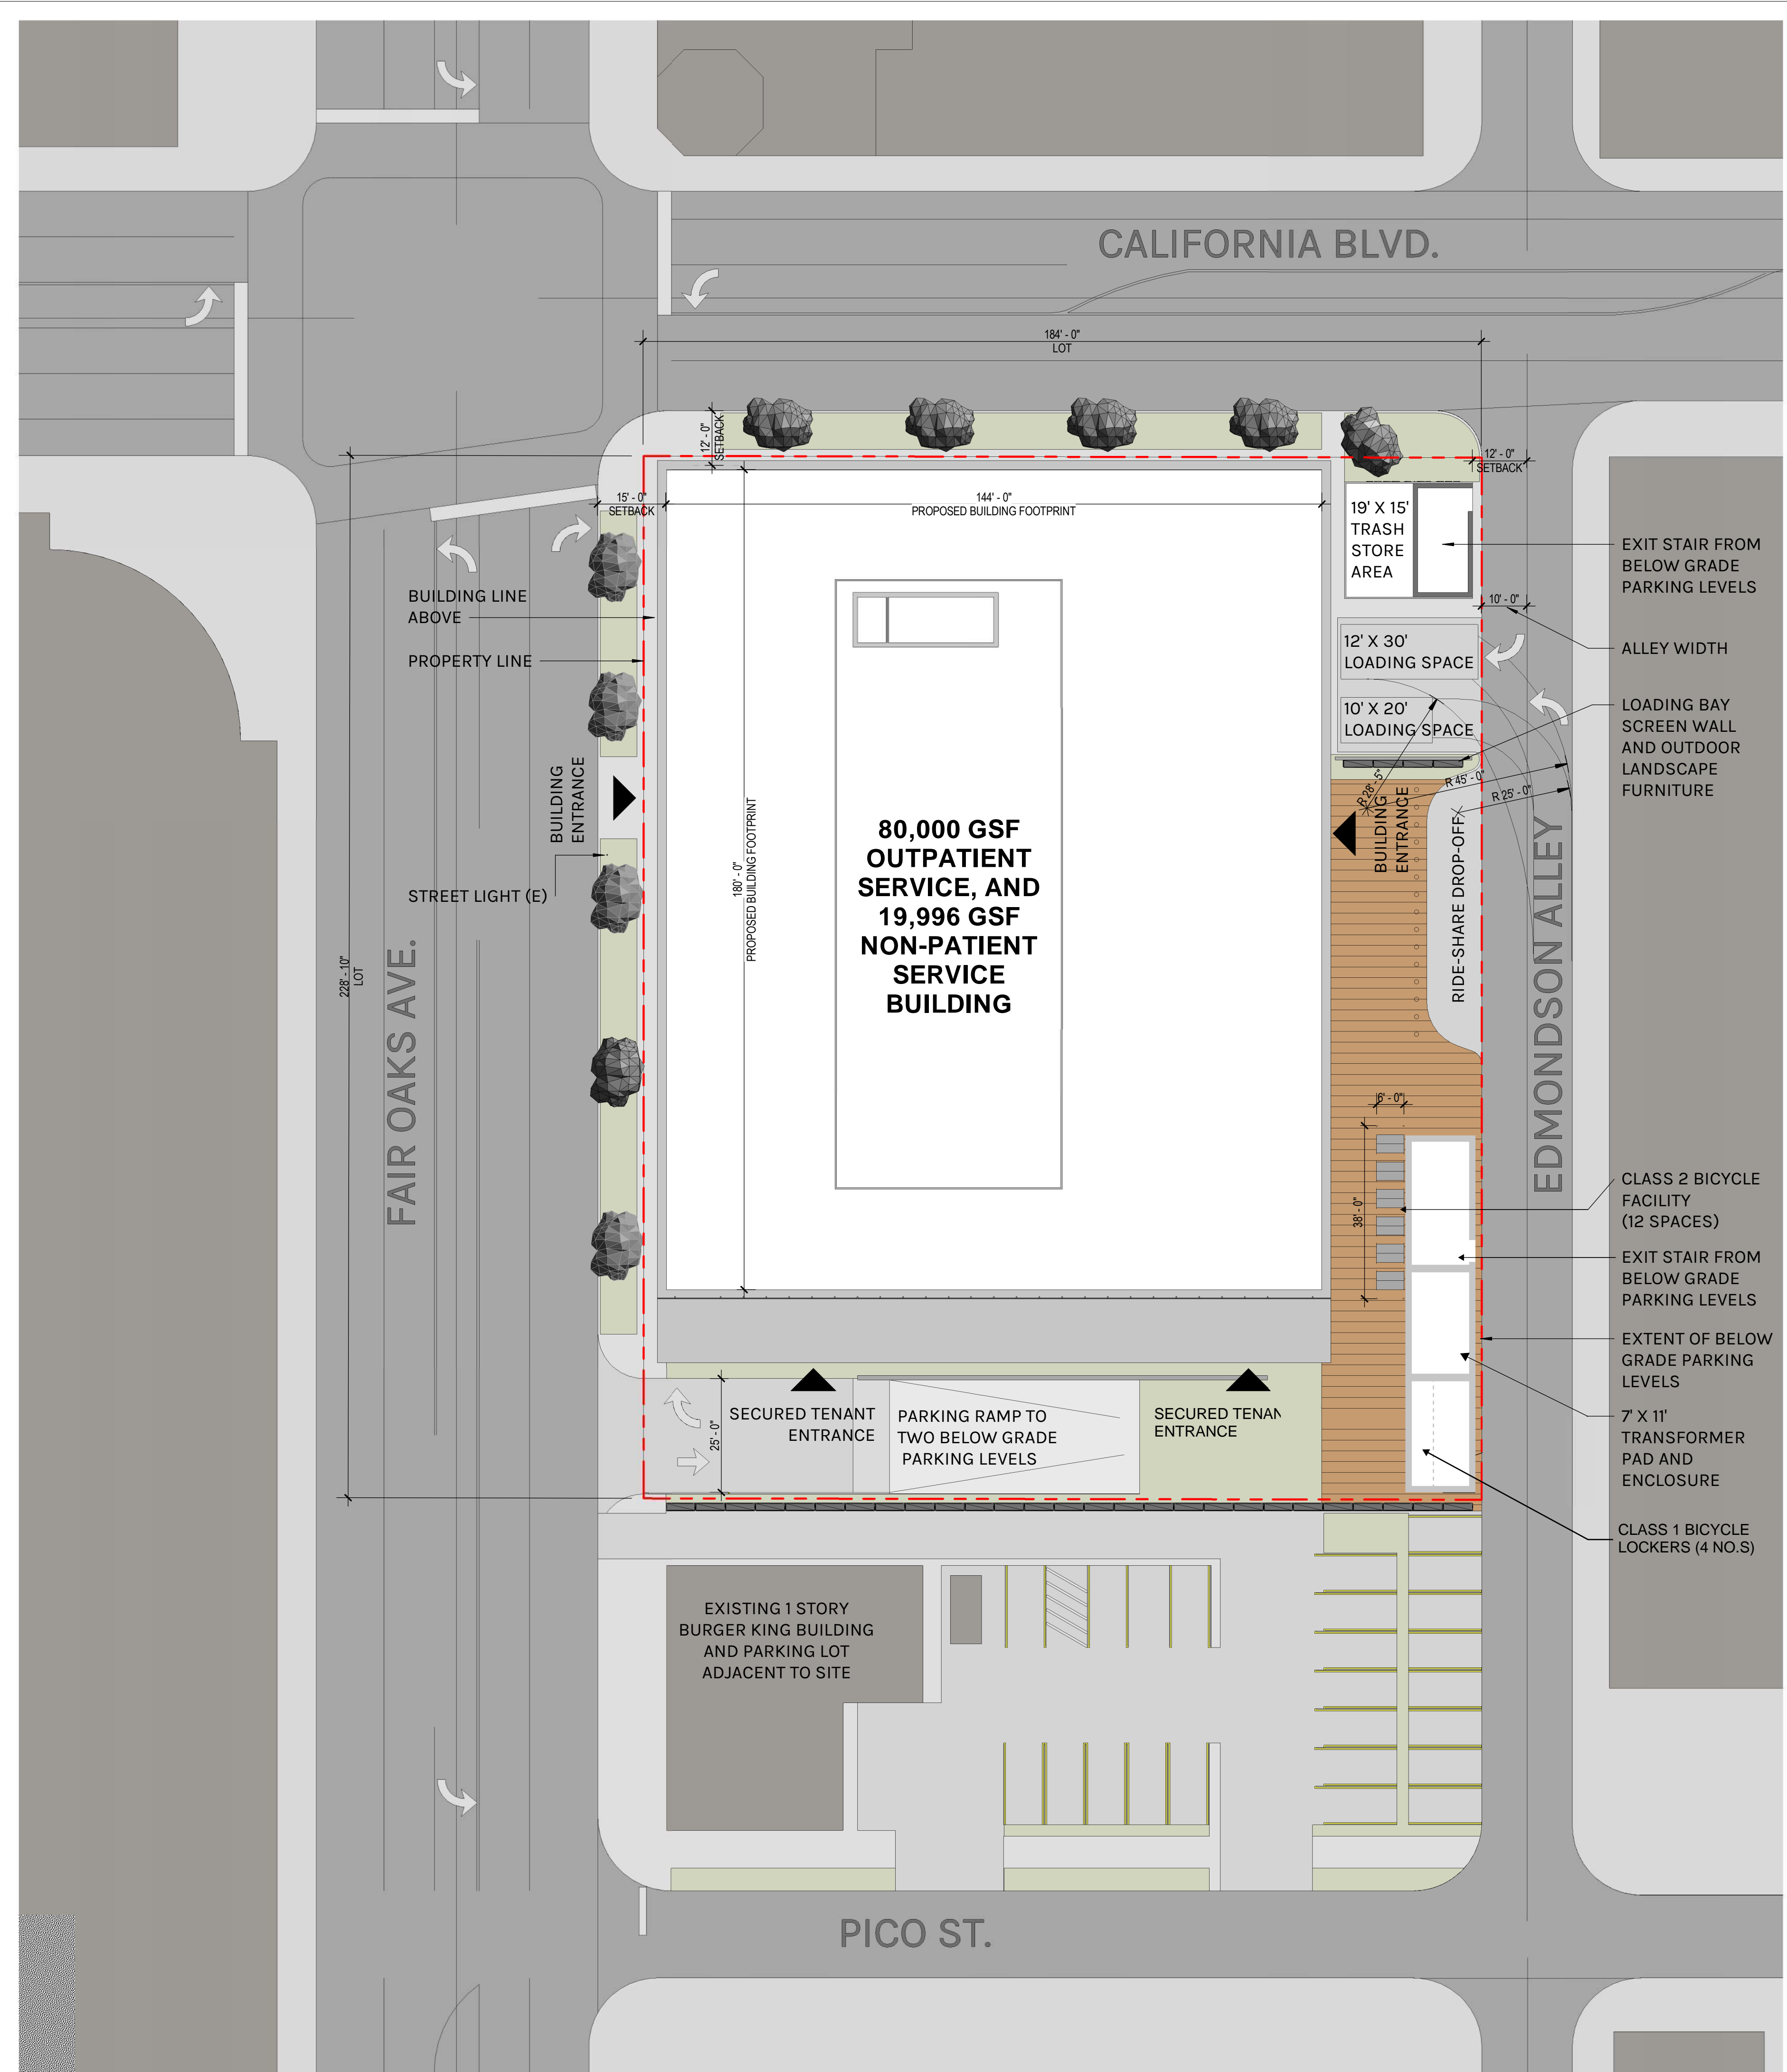 CALIFORNIA BLVD.
184' - 0"
LOT
12' - 0"
SETBACK
12' - 0"
SETBACK
15' - 0"
SETBACK
144' - 0"
PROPOSED BUILDING FOOTPRINT
19' X 15'
TRASH
STORE
AREA
EXIT STAIR FROM
BELOW GRADE
PARKING LEVELS
BUILDING LINE
ABOVE
10' - 0"
ALLEY WIDTH
PROPERTY LINE
12' X 30'
LOADING SPACE
10' X 20'
LOADING SPACE
LOADING BAY
SCREEN WALL
AND OUTDOOR
LANDSCAPE
FURNITURE
R 28' - 5"
R 45' - 0"
R 25' - 0"
BUILDING
ENTRANCE
BUILDING
ENTRANCE
RIDE-SHARE DROP-OFF
STREET LIGHT (E)
180' - 0"
PROPOSED BUILDING FOOTPRINT
80,000 GSF
OUTPATIENT
SERVICE, AND
19,996 GSF
NON-PATIENT
SERVICE
BUILDING
228' - 10"
LOT
FAIR OAKS AVE.
EDMONDSON ALLEY
6' - 0"
38' - 0"
CLASS 2 BICYCLE
FACILITY
(12 SPACES)
EXIT STAIR FROM
BELOW GRADE
PARKING LEVELS
EXTENT OF BELOW
GRADE PARKING
LEVELS
7' X 11'
TRANSFORMER
PAD AND
ENCLOSURE
CLASS 1 BICYCLE
LOCKERS (4 NO.S)
25' - 0"
SECURED TENANT
ENTRANCE
PARKING RAMP TO
TWO BELOW GRADE
PARKING LEVELS
SECURED TENAN
ENTRANCE
EXISTING 1 STORY
BURGER KING BUILDING
AND PARKING LOT
ADJACENT TO SITE
PICO ST.